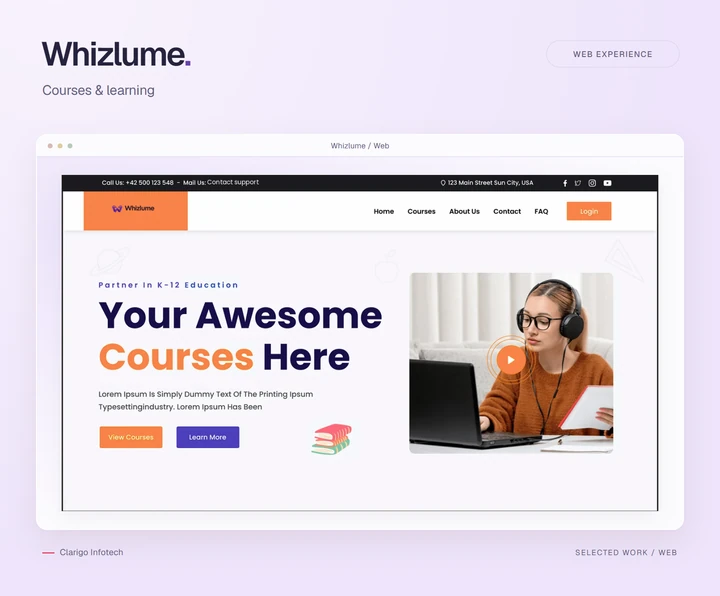 Whizlume.
WEB EXPERIENCE
Courses & learning
Whizlume / Web
Call Us: +42 500 123 548 - Mail Us: Contact support
123 Main Street Sun City, USA
Whizlume
Home Courses About Us Contact FAQ Login
Partner In K-12 Education
Your Awesome
Courses Here
Lorem Ipsum Is Simply Dummy Text Of The Printing Ipsum
Typesettingindustry. Lorem Ipsum Has Been
View Courses Learn More
Clarigo Infotech
SELECTED WORK / WEB